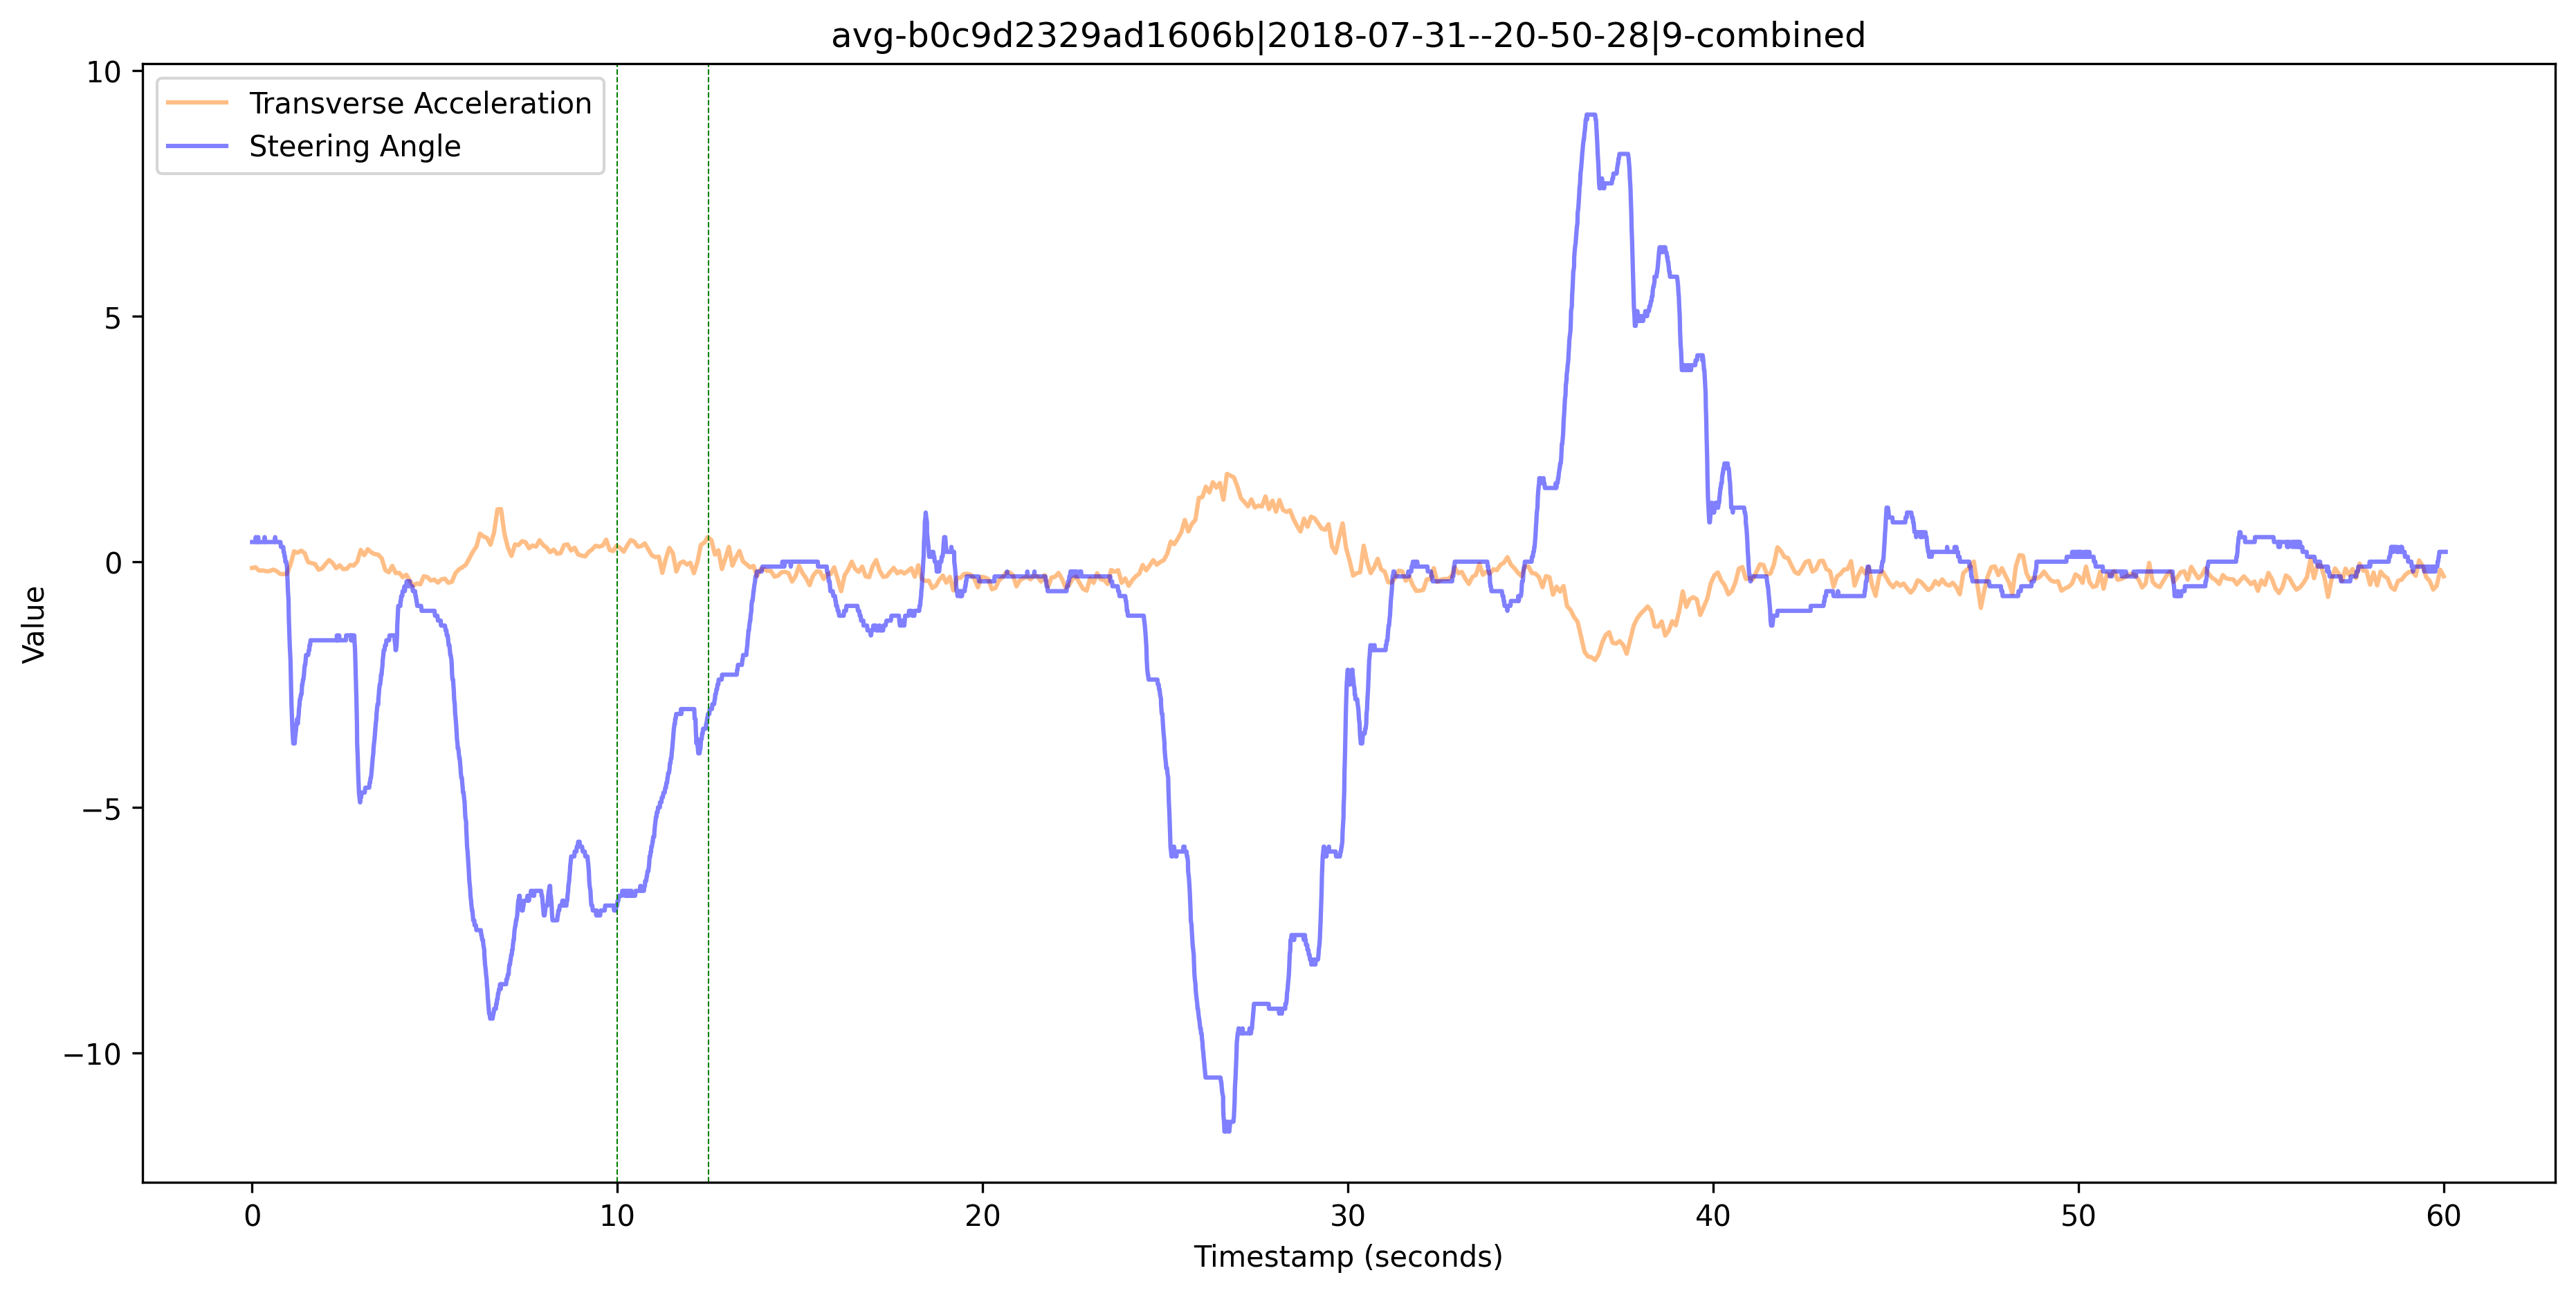 avg-b0c9d2329ad1606b|2018-07-31--20-50-28|9-combined
Transverse Acceleration
Steering Angle
Value
10
5
0
−5
−10
0 10 20 30 40 50 60
Timestamp (seconds)